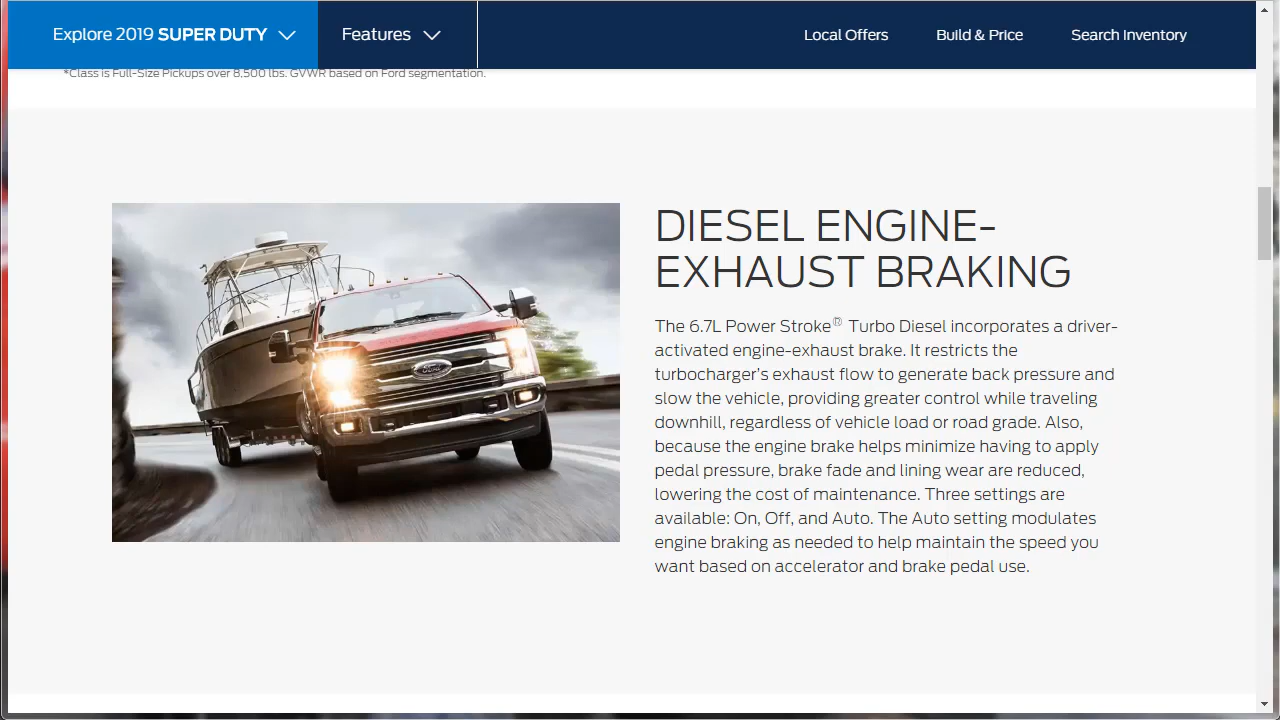 Explore 2019 SUPER DUTY
Features
Local Offers
Build & Price
Search Inventory
*Class is Full-Size Pickups over 8,500 lbs. GVWR based on Ford segmentation.
Ford
DIESEL ENGINE-
EXHAUST BRAKING
The 6.7L Power Stroke® Turbo Diesel incorporates a driver-
activated engine-exhaust brake. It restricts the
turbocharger's exhaust flow to generate back pressure and
slow the vehicle, providing greater control while traveling
downhill, regardless of vehicle load or road grade. Also,
because the engine brake helps minimize having to apply
pedal pressure, brake fade and lining wear are reduced,
lowering the cost of maintenance. Three settings are
available: On, Off, and Auto. The Auto setting modulates
engine braking as needed to help maintain the speed you
want based on accelerator and brake pedal use.